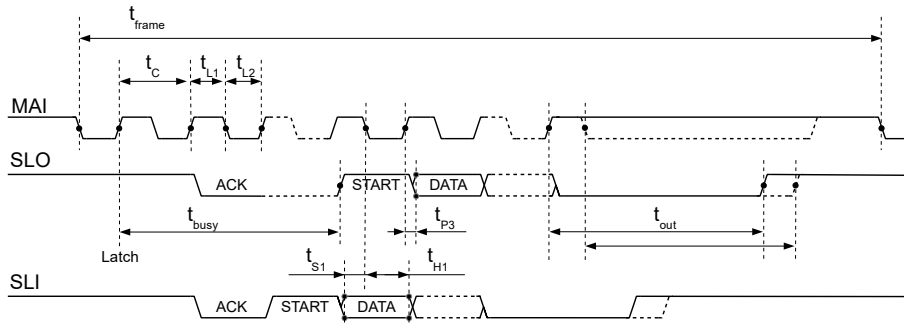 t_frame
t_C t_L1 t_L2
MAI
SLO
ACK START DATA
t_busy t_P3 t_out
Latch
t_S1 t_H1
SLI
ACK START DATA